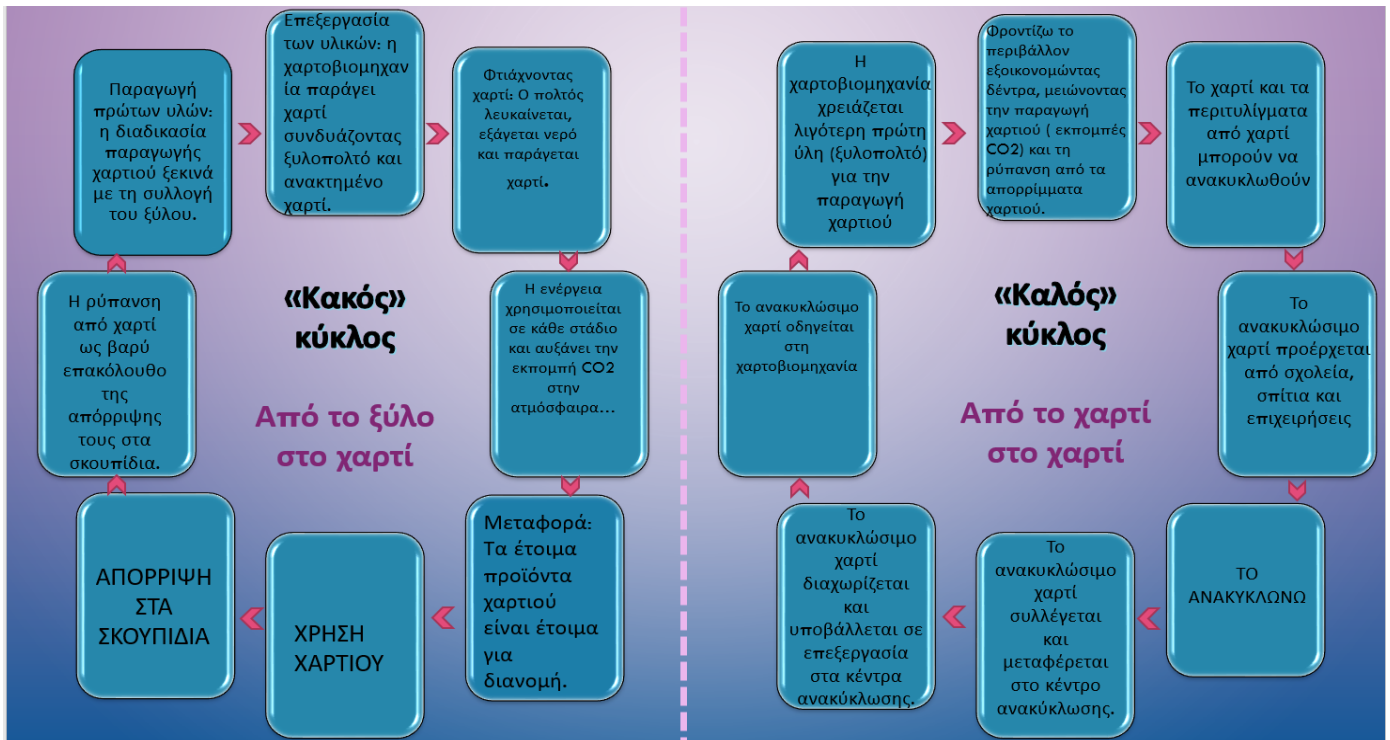 Παραγωγή
πρώτων υλών:
η διαδικασία
παραγωγής
χαρτιού ξεκινά
με τη συλλογή
του ξύλου.
Επεξεργασία
των υλικών: η
χαρτοβιομηχαν
ία παράγει
χαρτί
συνδυάζοντας
ξυλοπολτό και
ανακτημένο
χαρτί.
Φτιάχνοντας
χαρτί: Ο πολτός
λευκαίνεται,
εξάγεται νερό
και παράγεται
χαρτί.
Η ενέργεια
χρησιμοποιείται
σε κάθε στάδιο
και αυξάνει την
εκπομπή CO2
στην
ατμόσφαιρα...
Μεταφορά:
Τα έτοιμα
προϊόντα
χαρτιού
είναι έτοιμα
για
διανομή.
ΧΡΗΣΗ
ΧΑΡΤΙΟΥ
ΑΠΟΡΡΙΨΗ
ΣΤΑ
ΣΚΟΥΠΙΔΙΑ
Η ρύπανση
από χαρτί
ως βαρύ
επακόλουθο
της
απόρριψης
τους στα
σκουπίδια.
«Κακός»
κύκλος
Από το ξύλο
στο χαρτί
Η
χαρτοβιομηχανία
χρειάζεται
λιγότερη πρώτη
ύλη (ξυλοπολτό)
για την
παραγωγή
χαρτιού
Φροντίζω το
περιβάλλον
εξοικονομώντας
δέντρα, μειώνοντας
την παραγωγή
χαρτιού ( εκπομπές
CO2) και τη
ρύπανση από τα
απορρίμματα
χαρτιού.
Το χαρτί και τα
περιτυλίγματα
από χαρτί
μπορούν να
ανακυκλωθούν
Το
ανακυκλώσιμο
χαρτί προέρχεται
από σχολεία,
σπίτια και
επιχειρήσεις
ΤΟ
ΑΝΑΚΥΚΛΩΝΩ
Το
ανακυκλώσιμο
χαρτί
συλλέγεται
και
μεταφέρεται
στο κέντρο
ανακύκλωσης.
Το
ανακυκλώσιμο
χαρτί
διαχωρίζεται
και
υποβάλλεται σε
επεξεργασία
στα κέντρα
ανακύκλωσης.
Το ανακυκλώσιμο
χαρτί οδηγείται
στη
χαρτοβιομηχανία
«Καλός»
κύκλος
Από το χαρτί
στο χαρτί